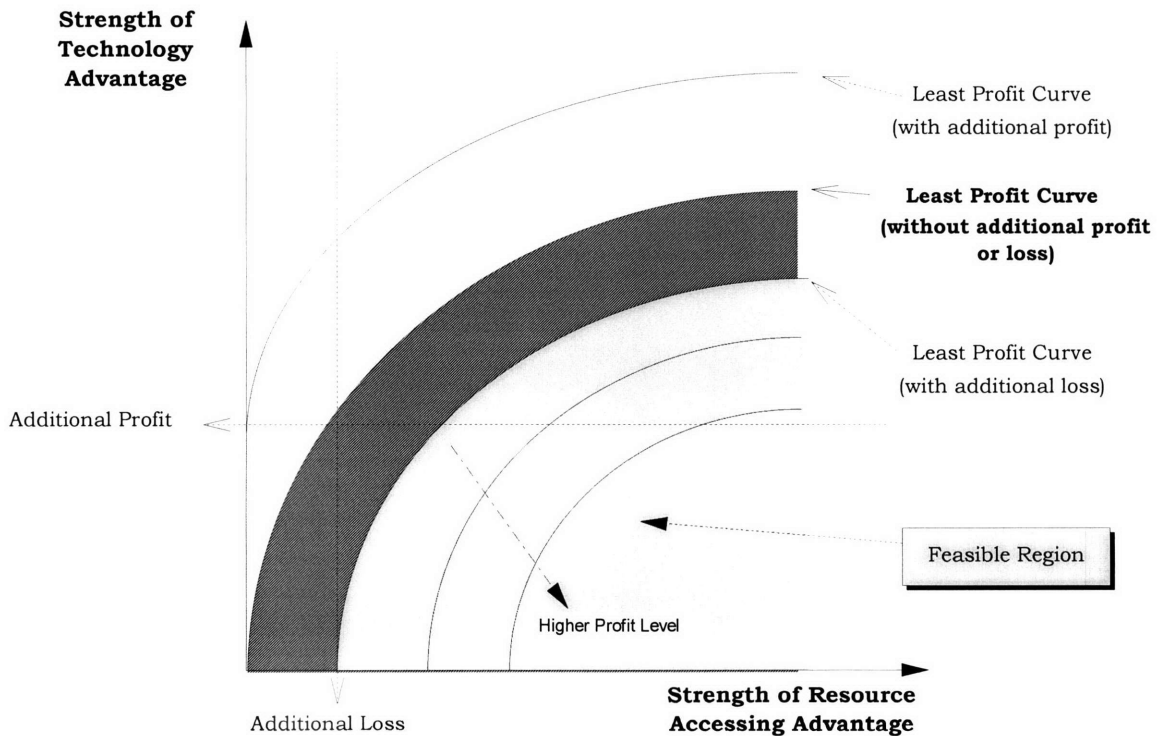 Strength of
Technology
Advantage
Least Profit Curve
(with additional profit)
Least Profit Curve
(without additional profit
or loss)
Least Profit Curve
(with additional loss)
Additional Profit
Feasible Region
Higher Profit Level
Strength of Resource
Accessing Advantage
Additional Loss